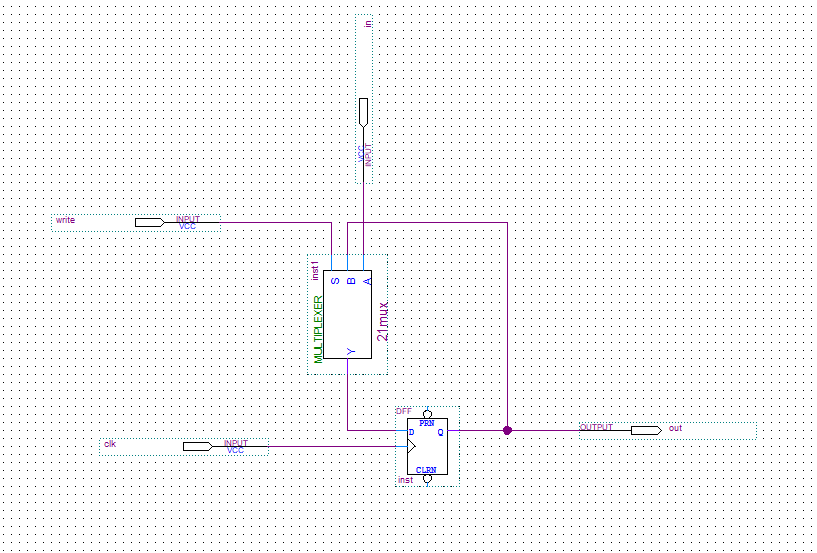 in
VCC
INPUT
write
INPUT
VCC
inst1
S
B
A
MULTIPLEXER
21mux
Y
DFF
PRN
D
Q
CLRN
inst
clk
INPUT
VCC
OUTPUT
out